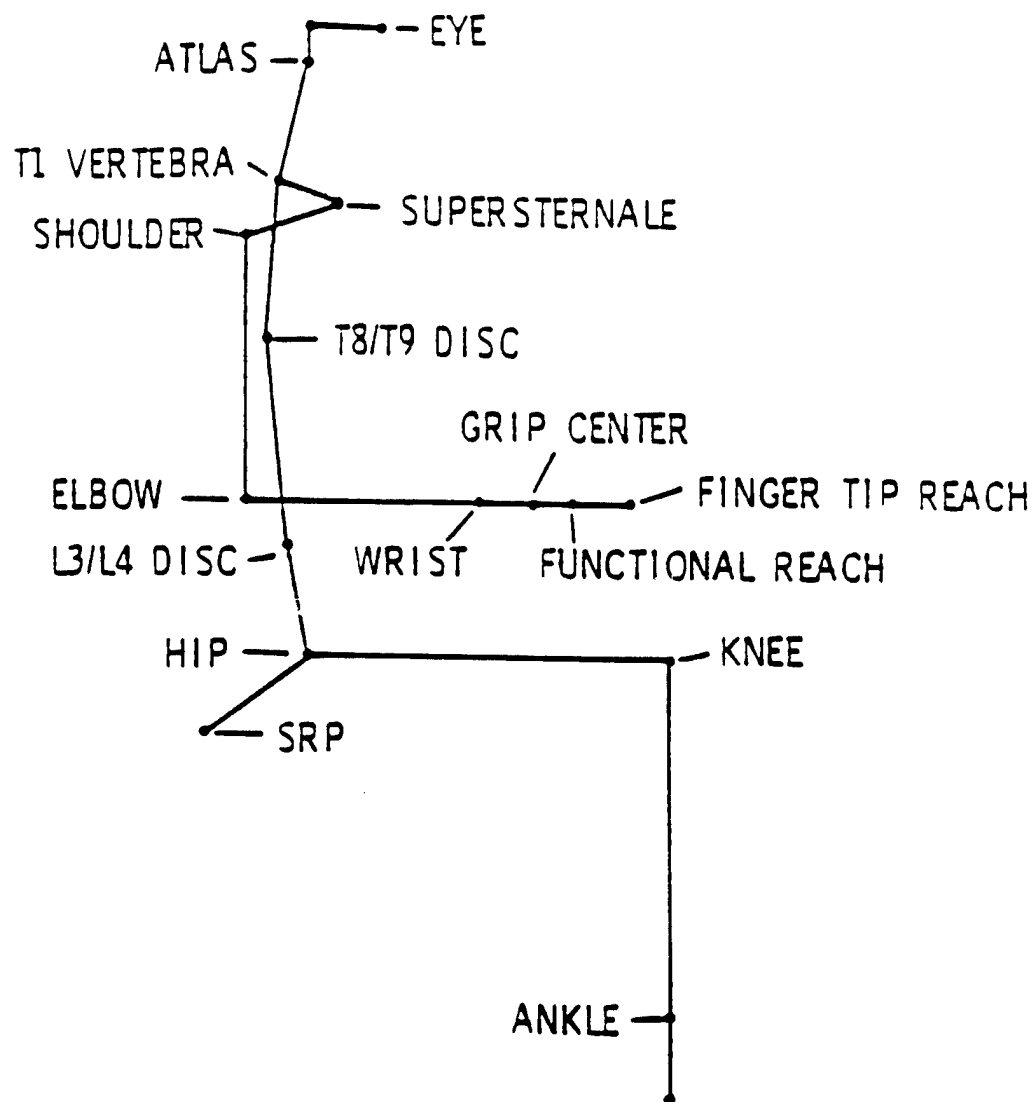 EYE
ATLAS
T1 VERTEBRA
SUPERSTERNALE
SHOULDER
T8/T9 DISC
GRIP CENTER
ELBOW
FINGER TIP REACH
L3/L4 DISC
WRIST
FUNCTIONAL REACH
HIP
KNEE
SRP
ANKLE